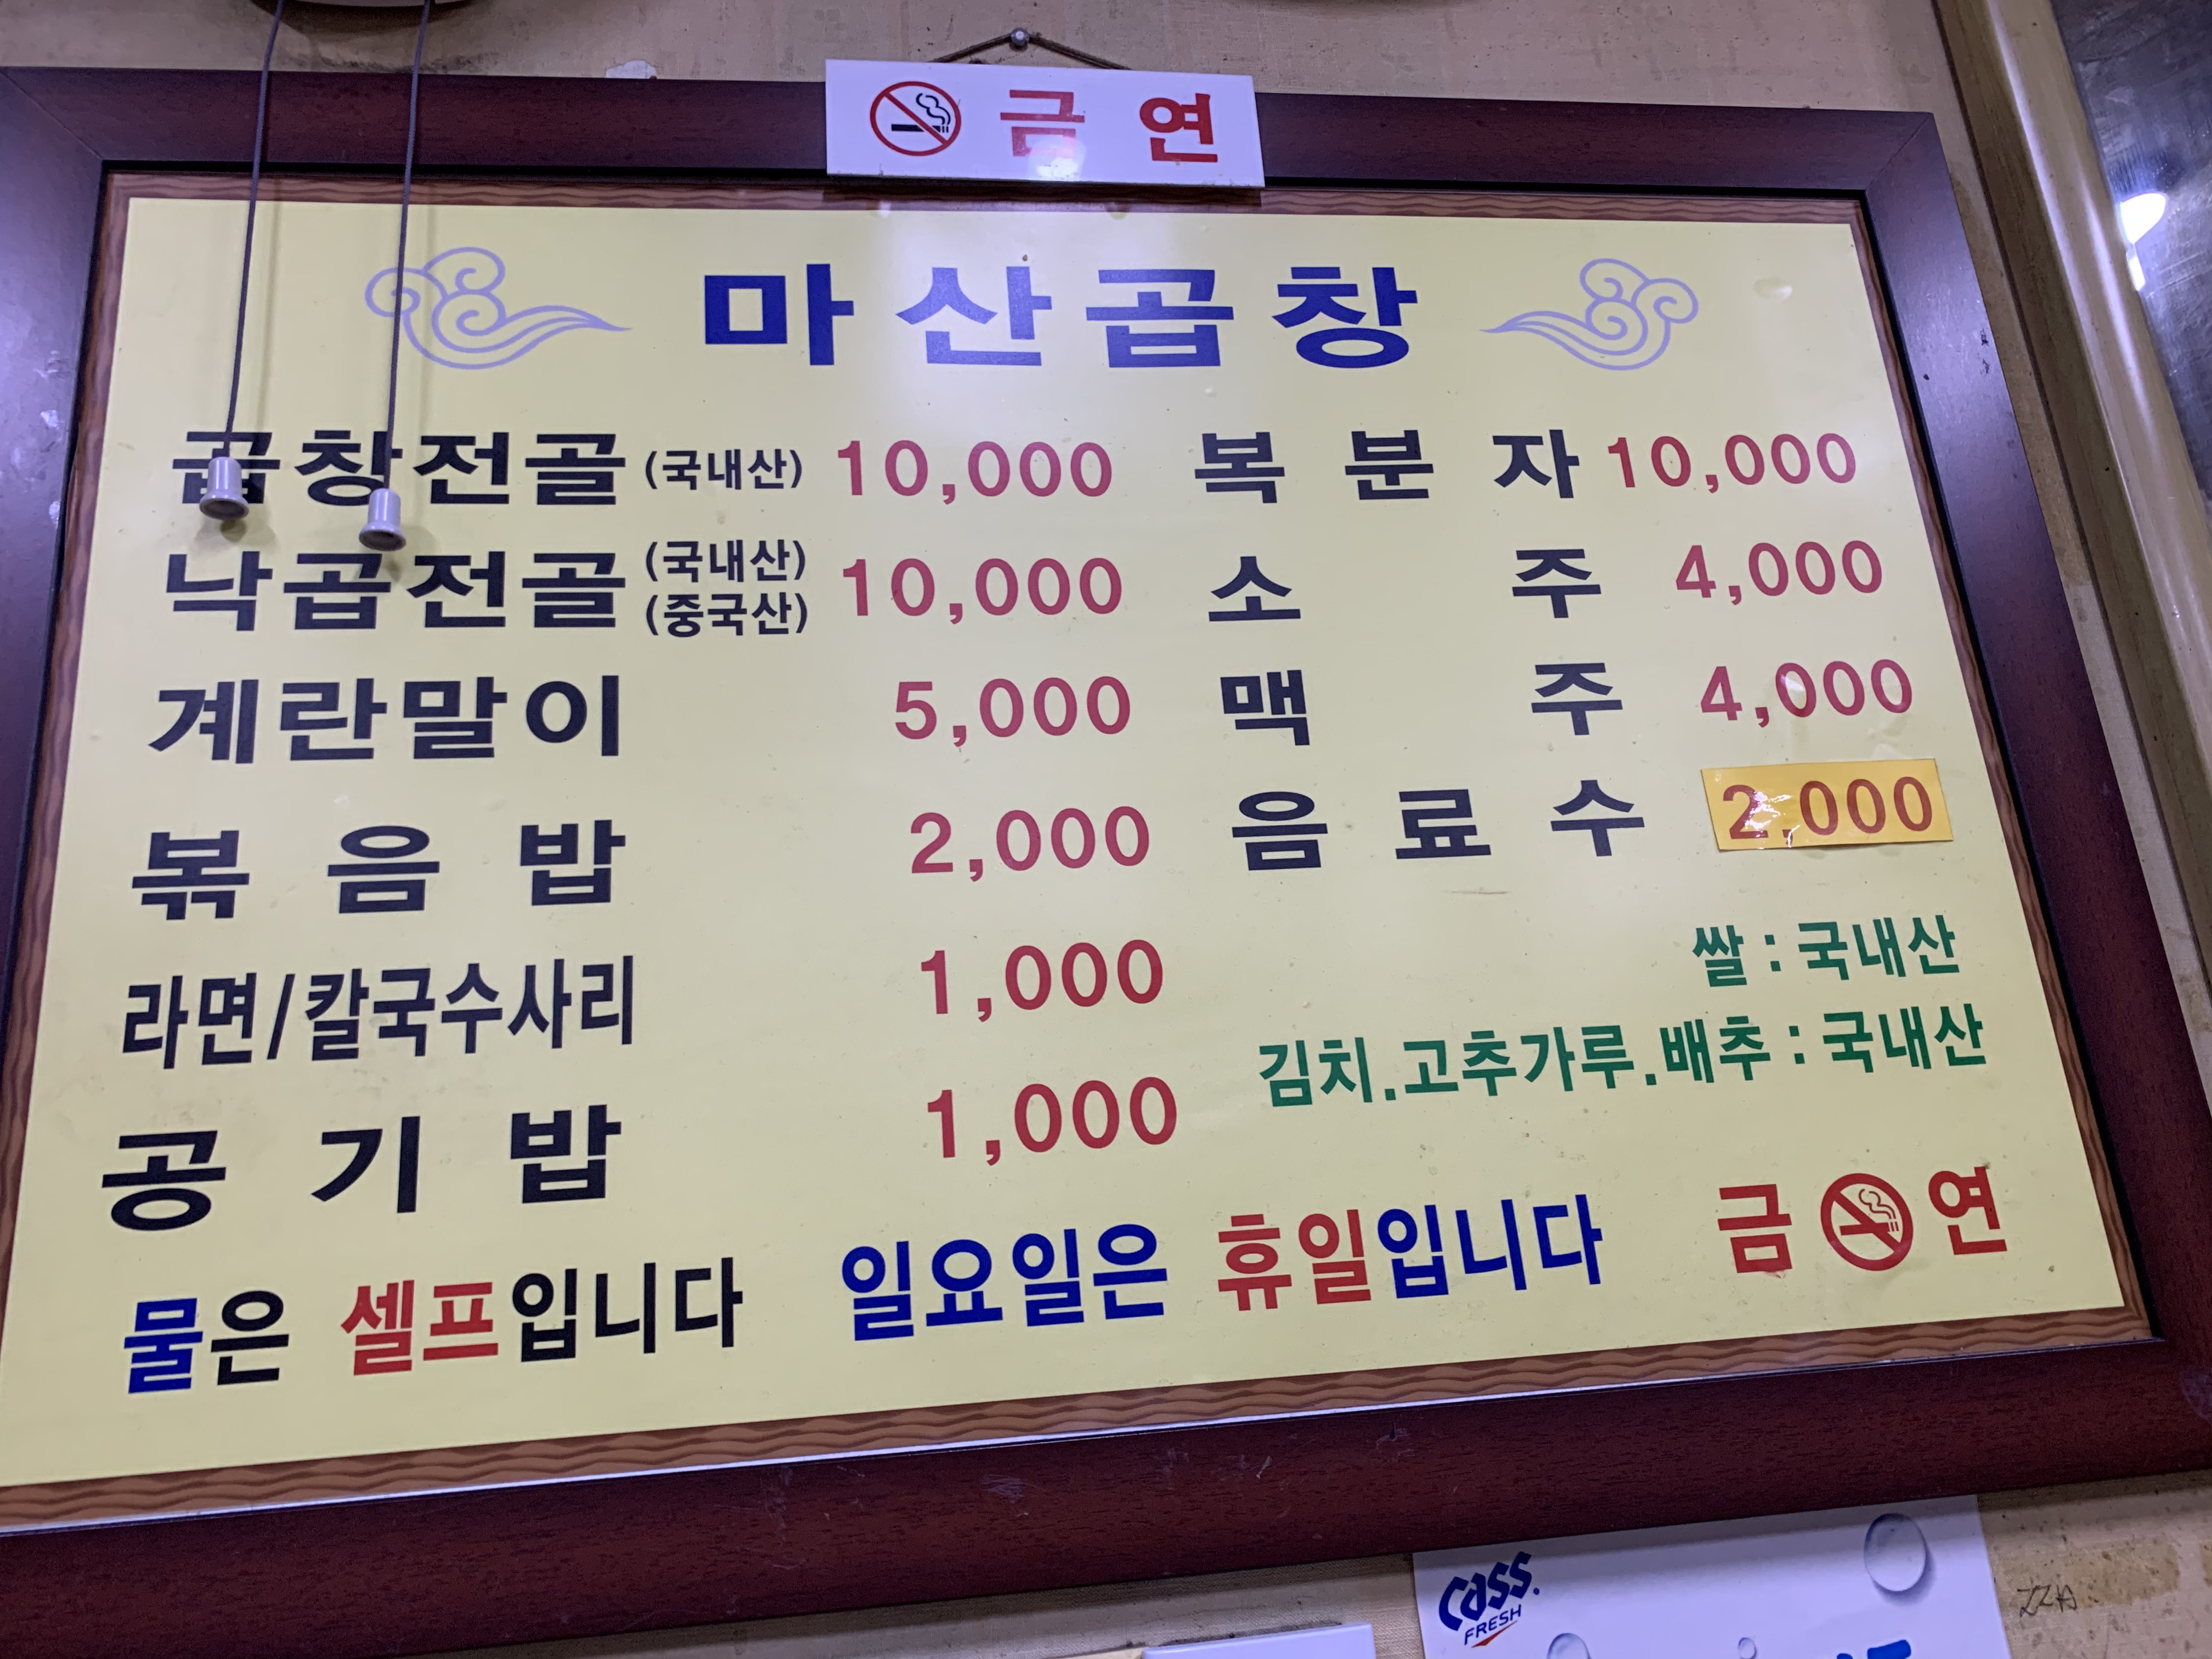 금 연
마산곱창
곱창전골 (국내산) 10,000
낙곱전골 (국내산) (중국산) 10,000
계란말이 5,000
볶음밥 2,000
라면/칼국수사리 1,000
공기밥 1,000
복분자 10,000
소주 4,000
맥주 4,000
음료수 2,000
쌀 : 국내산
김치.고추가루.배추 : 국내산
물은 셀프입니다 일요일은 휴일입니다 금연
Cass
FRESH